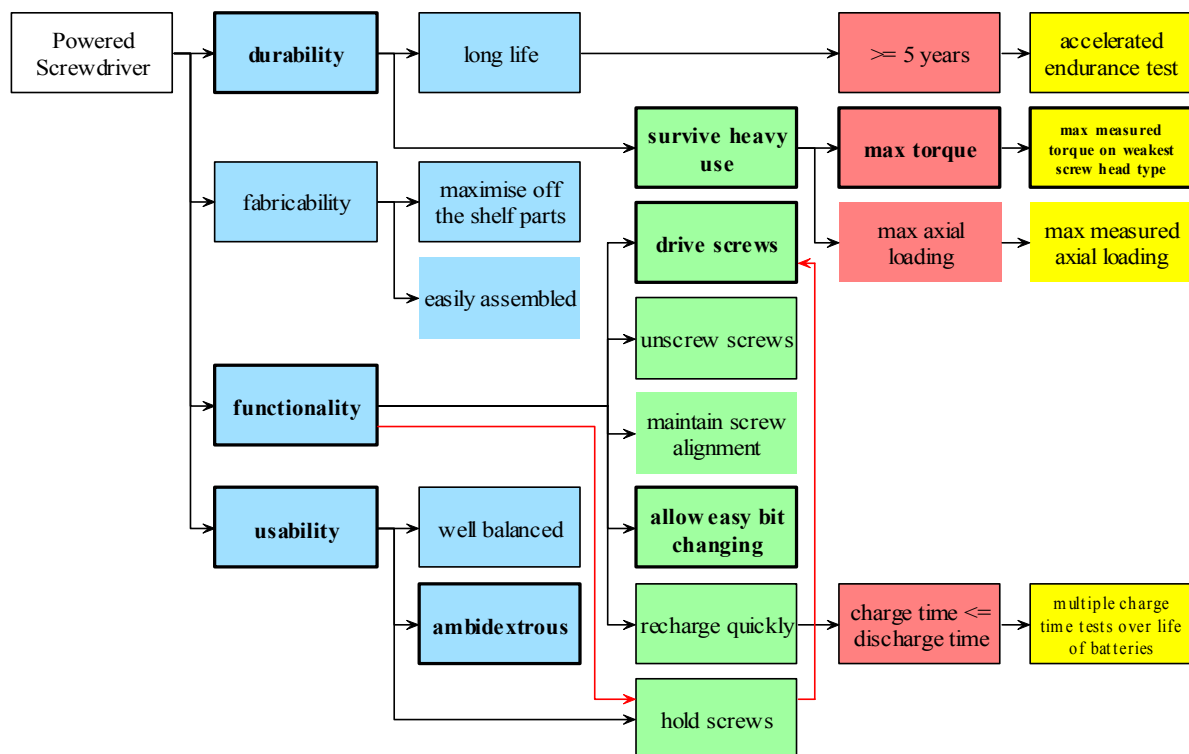 Powered
Screwdriver
durability
long life
>= 5 years
accelerated
endurance test
survive heavy
use
max torque
max measured
torque on weakest
screw head type
fabricability
maximise off
the shelf parts
drive screws
max axial
loading
max measured
axial loading
easily assembled
unscrew screws
functionality
maintain screw
alignment
usability
well balanced
allow easy bit
changing
ambidextrous
recharge quickly
charge time <=
discharge time
multiple charge
time tests over life
of batteries
hold screws